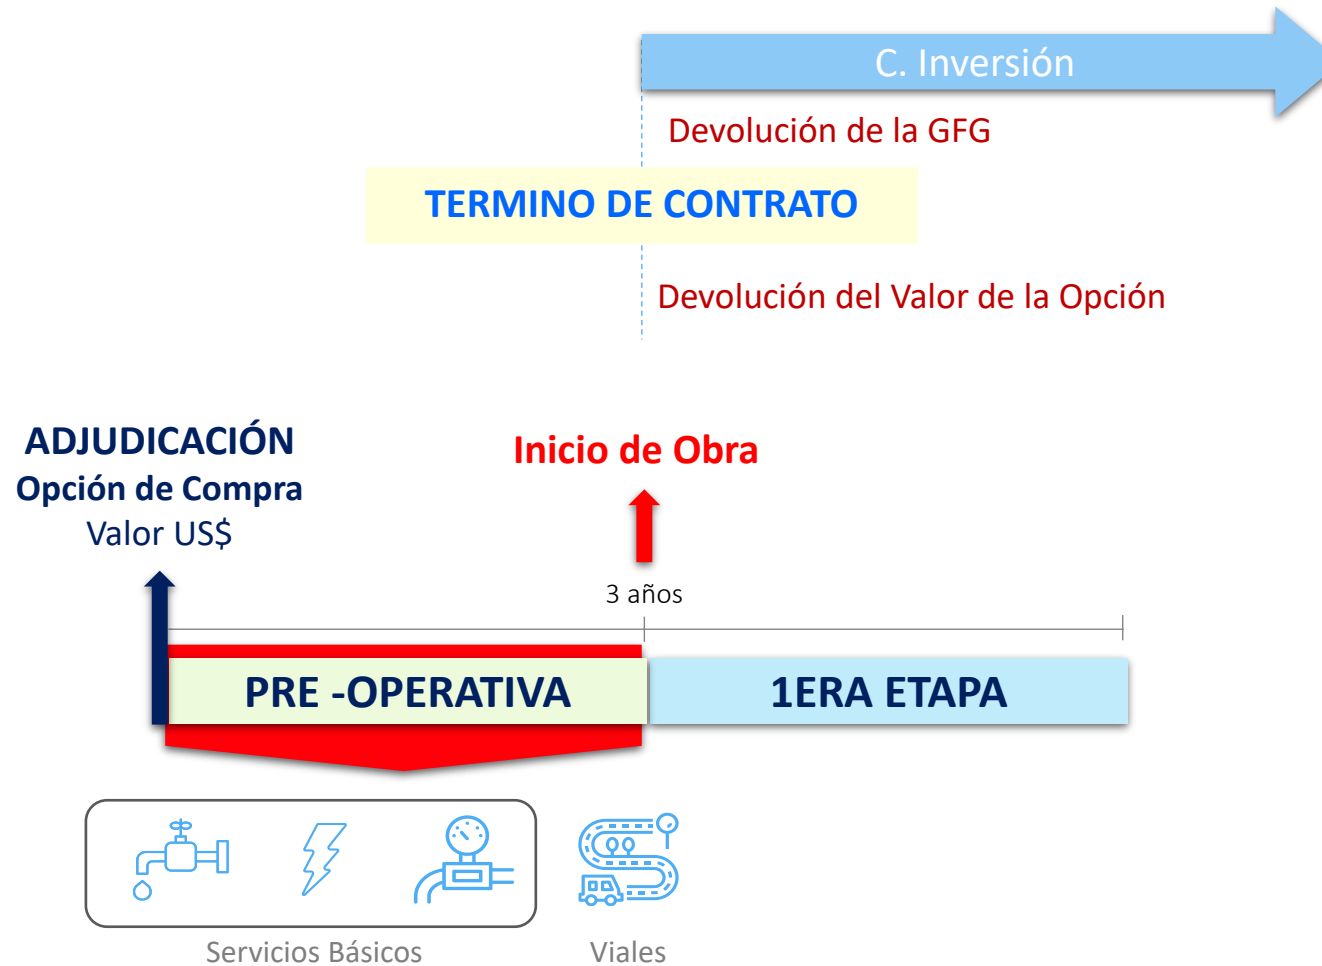 C. Inversión
Devolución de la GFG
TERMINO DE CONTRATO
Devolución del Valor de la Opción
ADJUDICACIÓN
Opción de Compra
Valor US$
Inicio de Obra
3 años
PRE -OPERATIVA
1ERA ETAPA
Servicios Básicos
Viales